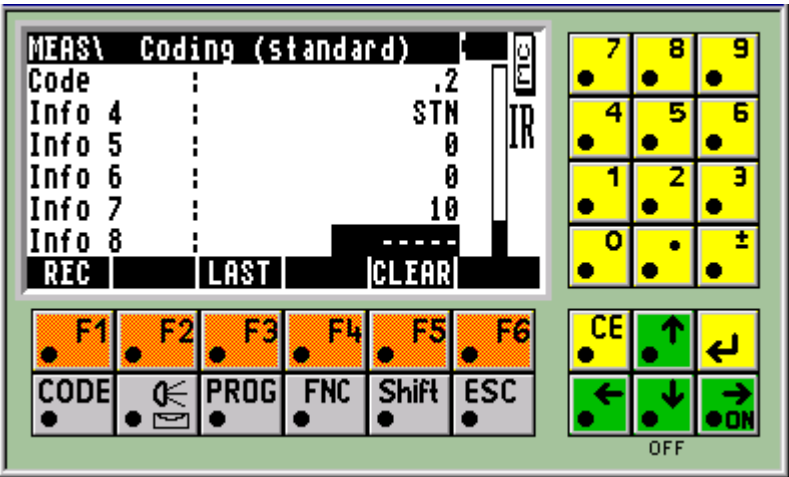 MEAS\ Coding (standard)
Code : .2
Info 4 : STN
Info 5 : 0
Info 6 : 0
Info 7 : 10
Info 8 : -----
REC LAST CLEAR
IR
7 8 9
4 5 6
1 2 3
0 . ±
F1 F2 F3 F4 F5 F6
CE
CODE PROG FNC Shift ESC
ON
OFF